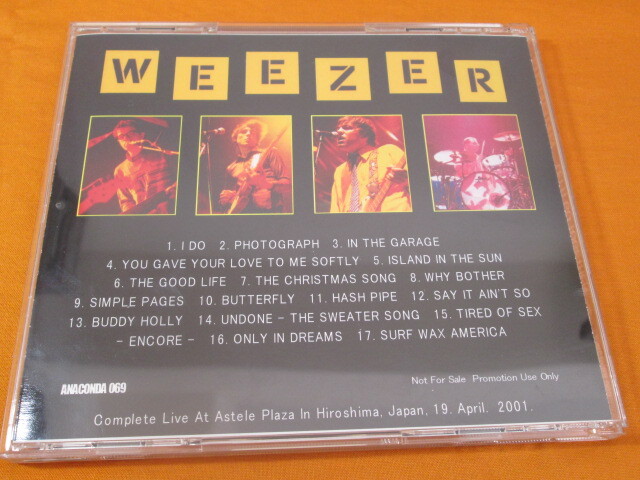 WEEZER
1. I DO 2. PHOTOGRAPH 3. IN THE GARAGE
4. YOU GAVE YOUR LOVE TO ME SOFTLY 5. ISLAND IN THE SUN
6. THE GOOD LIFE 7. THE CHRISTMAS SONG 8. WHY BOTHER
9. SIMPLE PAGES 10. BUTTERFLY 11. HASH PIPE 12. SAY IT AIN'T SO
13. BUDDY HOLLY 14. UNDONE - THE SWEATER SONG 15. TIRED OF SEX
- ENCORE - 16. ONLY IN DREAMS 17. SURF WAX AMERICA
ANACONDA 069
Not For Sale Promotion Use Only
Complete Live At Astele Plaza In Hiroshima, Japan, 19. April. 2001.